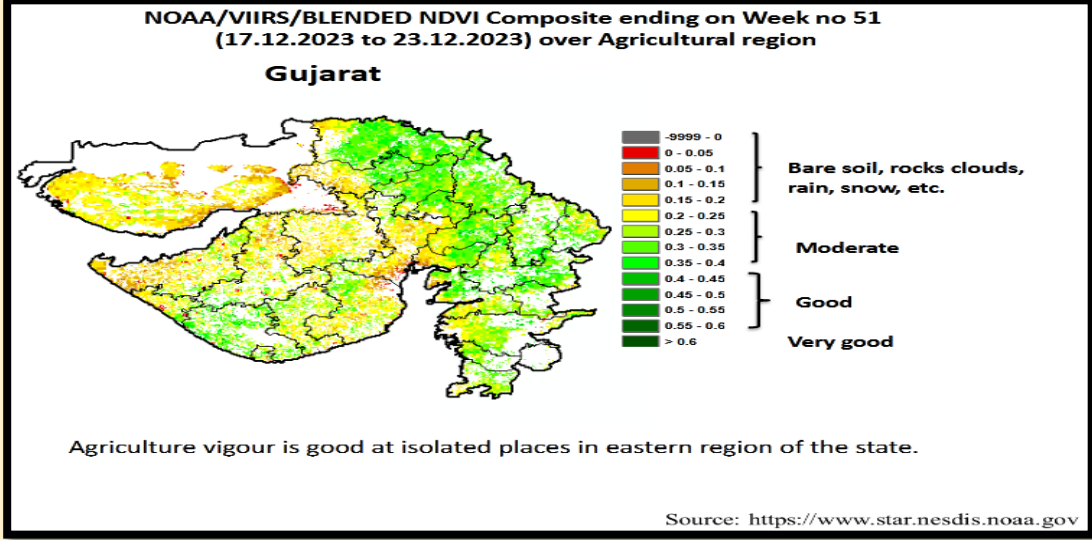 NOAA/VIIRS/BLENDED NDVI Composite ending on Week no 51
(17.12.2023 to 23.12.2023) over Agricultural region
Gujarat
-9999 - 0
0 - 0.05
0.05 - 0.1
0.1 - 0.15
0.15 - 0.2
0.2 - 0.25
0.25 - 0.3
0.3 - 0.35
0.35 - 0.4
0.4 - 0.45
0.45 - 0.5
0.5 - 0.55
0.55 - 0.6
> 0.6
Bare soil, rocks clouds,
rain, snow, etc.
Moderate
Good
Very good
Agriculture vigour is good at isolated places in eastern region of the state.
Source: https://www.star.nesdis.noaa.gov